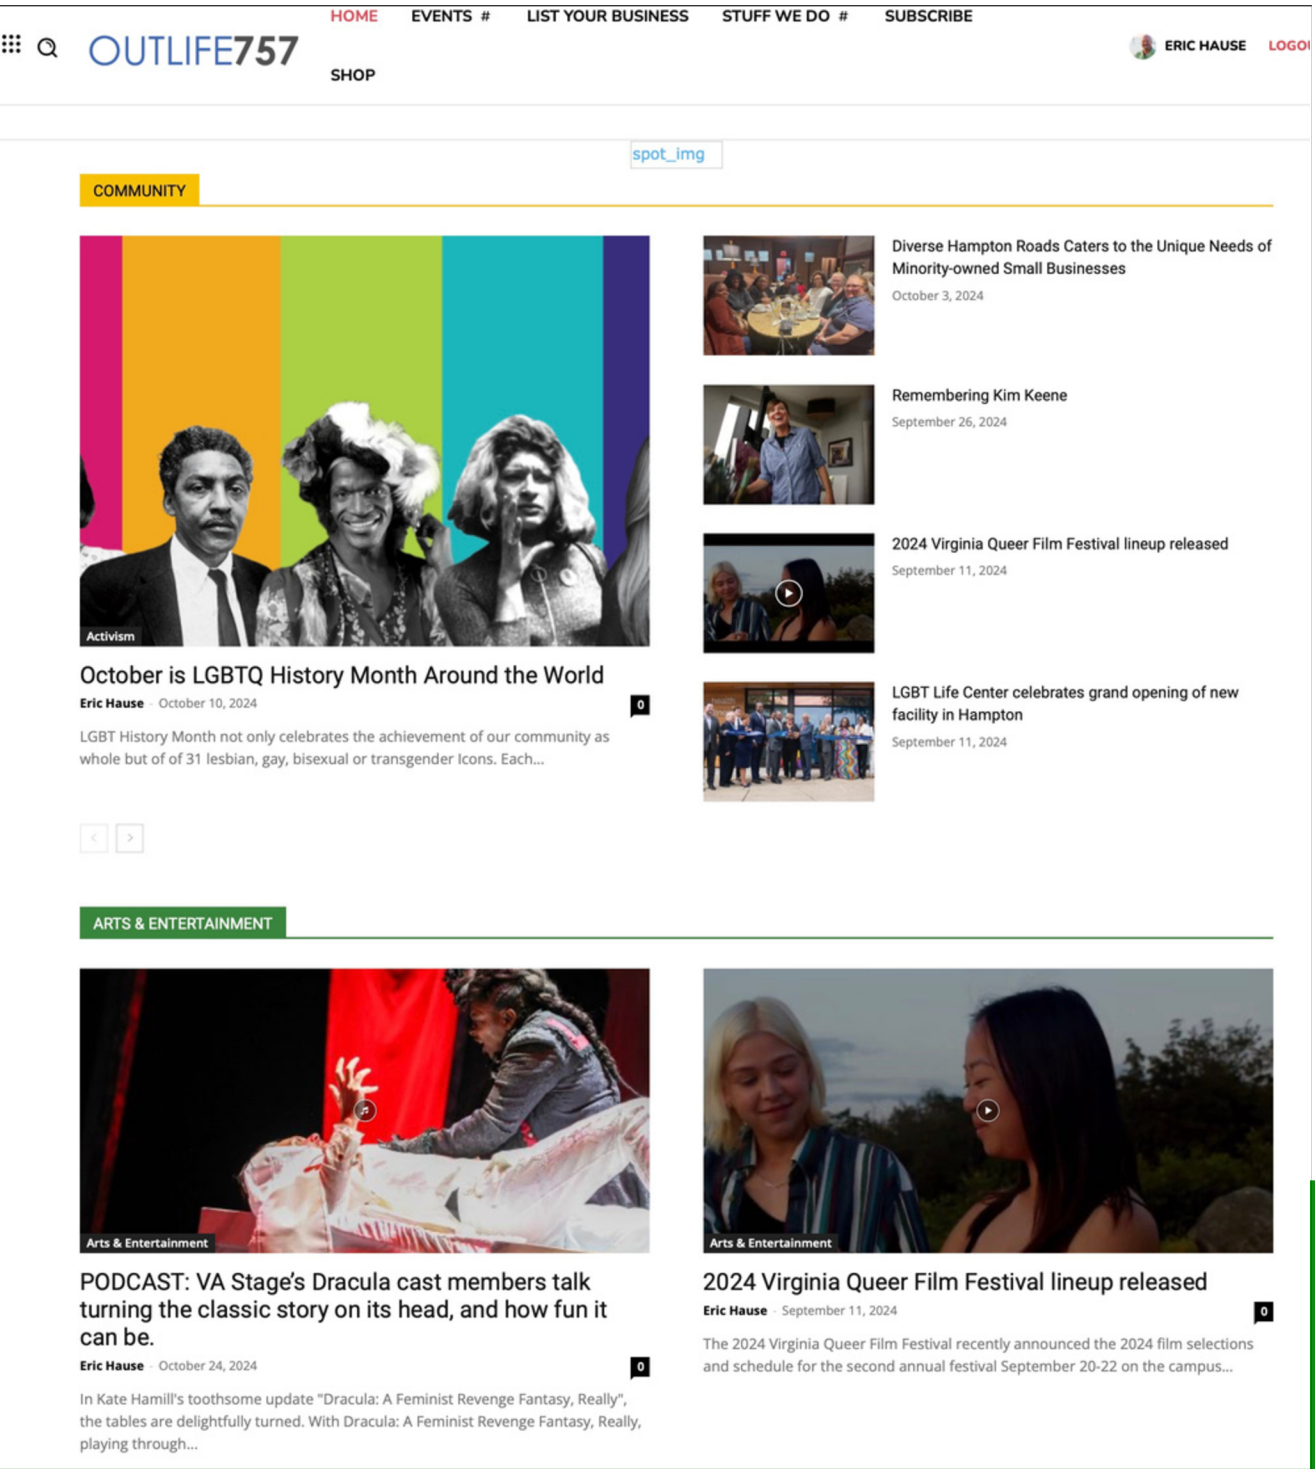 HOME EVENTS # LIST YOUR BUSINESS STUFF WE DO # SUBSCRIBE
OUTLIFE757
ERIC HAUSE LOGOU
SHOP
spot_img
COMMUNITY
Activism
October is LGBTQ History Month Around the World
Eric Hause - October 10, 2024
0
LGBT History Month not only celebrates the achievement of our community as
whole but of of 31 lesbian, gay, bisexual or transgender Icons. Each...
Diverse Hampton Roads Caters to the Unique Needs of
Minority-owned Small Businesses
October 3, 2024
Remembering Kim Keene
September 26, 2024
2024 Virginia Queer Film Festival lineup released
September 11, 2024
LGBT Life Center celebrates grand opening of new
facility in Hampton
September 11, 2024
ARTS & ENTERTAINMENT
Arts & Entertainment
PODCAST: VA Stage’s Dracula cast members talk
turning the classic story on its head, and how fun it
can be.
Eric Hause - October 24, 2024
0
In Kate Hamill's toothsome update "Dracula: A Feminist Revenge Fantasy, Really",
the tables are delightfully turned. With Dracula: A Feminist Revenge Fantasy, Really,
playing through...
Arts & Entertainment
2024 Virginia Queer Film Festival lineup released
Eric Hause - September 11, 2024
0
The 2024 Virginia Queer Film Festival recently announced the 2024 film selections
and schedule for the second annual festival September 20-22 on the campus...